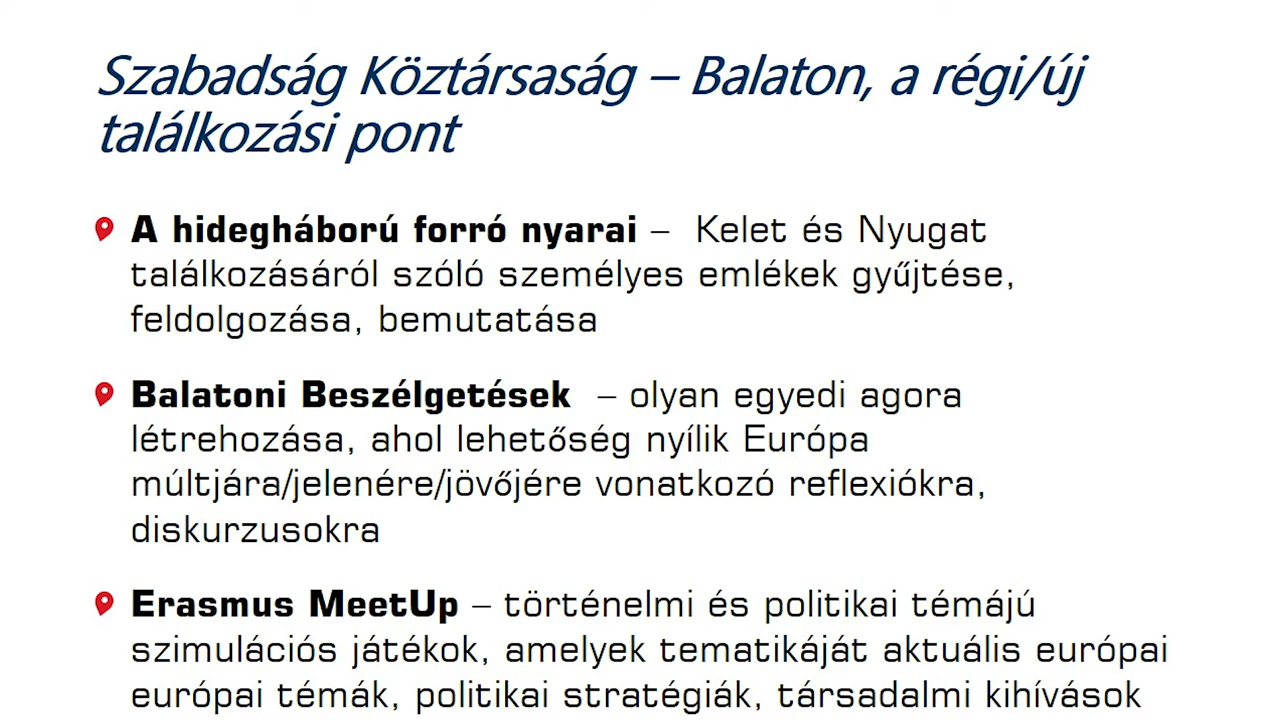 Szabadság Köztársaság – Balaton, a régi/új
találkozási pont
A hidegháború forró nyarai – Kelet és Nyugat
találkozásáról szóló személyes emlékek gyűjtése,
feldolgozása, bemutatása
Balatoni Beszélgetések – olyan egyedi agora
létrehozása, ahol lehetőség nyílik Európa
múltjára/jelenére/jövőjére vonatkozó reflexiókra,
diskurzusokra
Erasmus MeetUp – történelmi és politikai témájú
szimulációs játékok, amelyek tematikáját aktuális európai
európai témák, politikai stratégiák, társadalmi kihívások